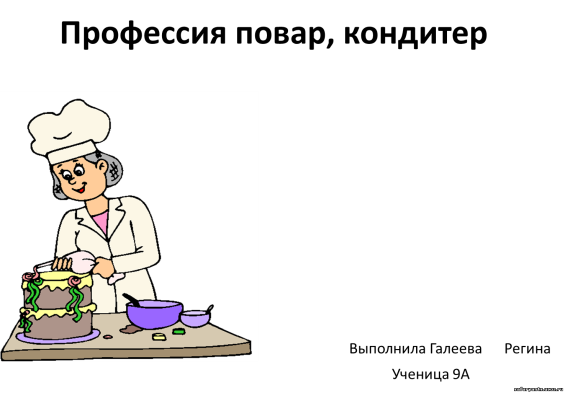 Профессия повар, кондитер
Выполнила Галеева Регина
Ученица 9А